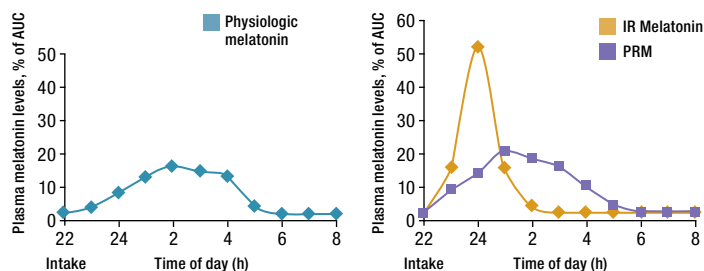 Physiologic
melatonin
Plasma melatonin levels, % of AUC
50
40
30
20
10
0
22 24 2 4 6 8
Intake Time of day (h)
IR Melatonin
PRM
Plasma melatonin levels, % of AUC
60
50
40
30
20
10
0
22 24 2 4 6 8
Intake Time of day (h)